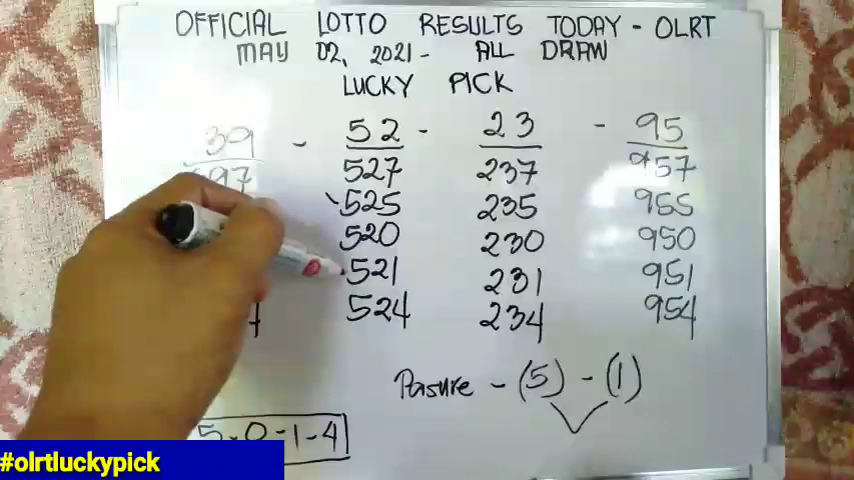 OFFICIAL LOTTO RESULTS TODAY - OLRT
MAY 02, 2021 - ALL DRAW
LUCKY PICK
39 - 52 - 23 - 95
97 527 237 957
525 235 955
520 230 950
521 231 951
524 234 954
- (5) - (1)
5-0-1-4
#olrtluckypick